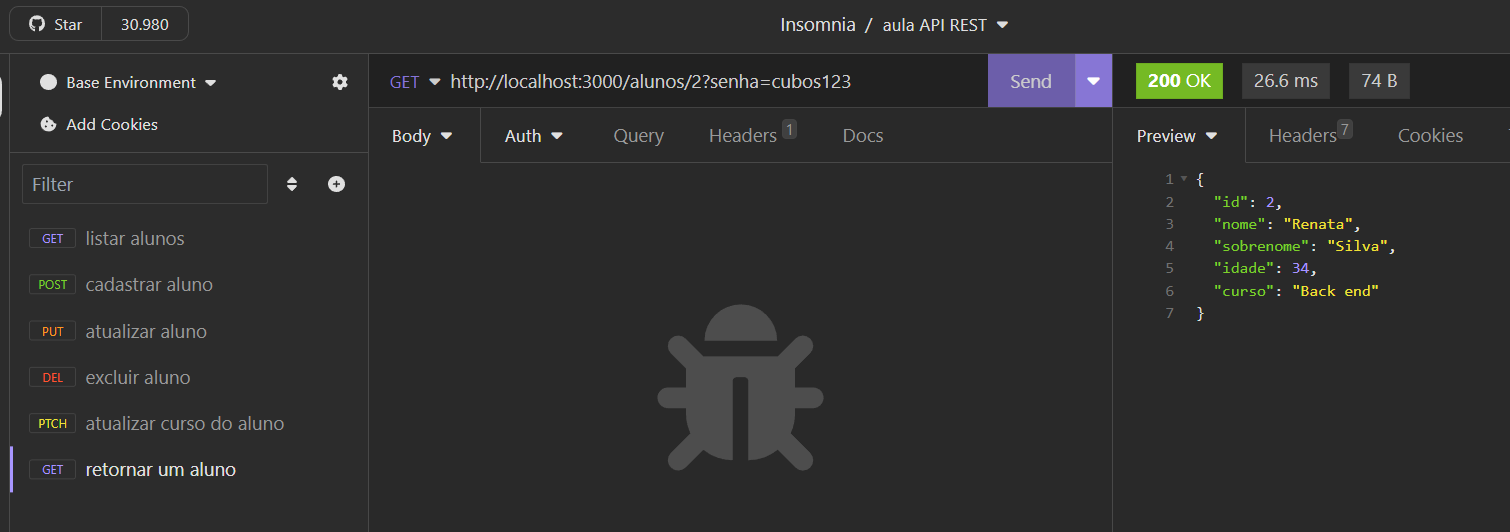 Star 30.980
Insomnia / aula API REST
Base Environment
Add Cookies
Filter
GET listar alunos
POST cadastrar aluno
PUT atualizar aluno
DEL excluir aluno
PTCH atualizar curso do aluno
GET retornar um aluno
GET http://localhost:3000/alunos/2?senha=cubos123 Send
Body Auth Query Headers 1 Docs
200 OK 26.6 ms 74 B
Preview Headers 7 Cookies
1 {
2 "id": 2,
3 "nome": "Renata",
4 "sobrenome": "Silva",
5 "idade": 34,
6 "curso": "Back end"
7 }